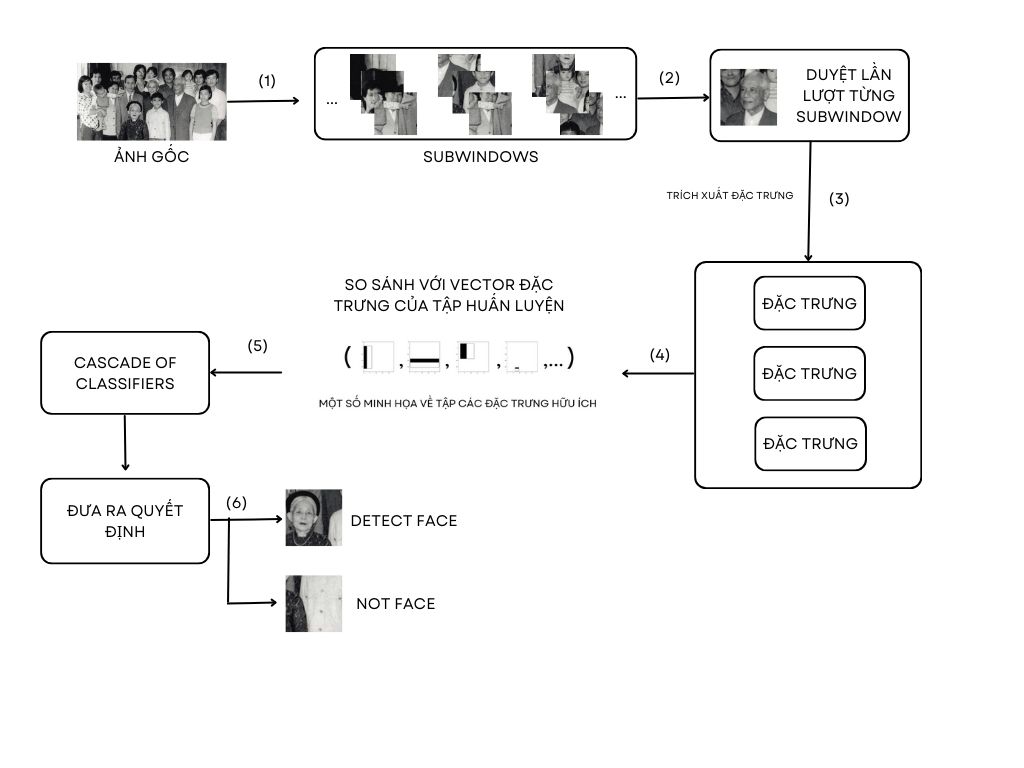 (1)
(2)
...
...
DUYỆT LẦN
LƯỢT TỪNG
SUBWINDOW
ẢNH GỐC
SUBWINDOWS
TRÍCH XUẤT ĐẶC TRƯNG
(3)
SO SÁNH VỚI VECTOR ĐẶC
TRƯNG CỦA TẬP HUẤN LUYỆN
ĐẶC TRƯNG
ĐẶC TRƯNG
ĐẶC TRƯNG
(4)
( , , , ,...)
MỘT SỐ MINH HỌA VỀ TẬP CÁC ĐẶC TRƯNG HỮU ÍCH
(5)
CASCADE OF
CLASSIFIERS
ĐƯA RA QUYẾT
ĐỊNH
(6)
DETECT FACE
NOT FACE